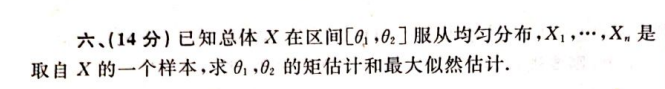 六、(14 分) 已知总体 X 在区间[θ₁,θ₂]服从均匀分布,X₁,…,Xₙ 是
取自 X 的一个样本,求 θ₁,θ₂ 的矩估计和最大似然估计.